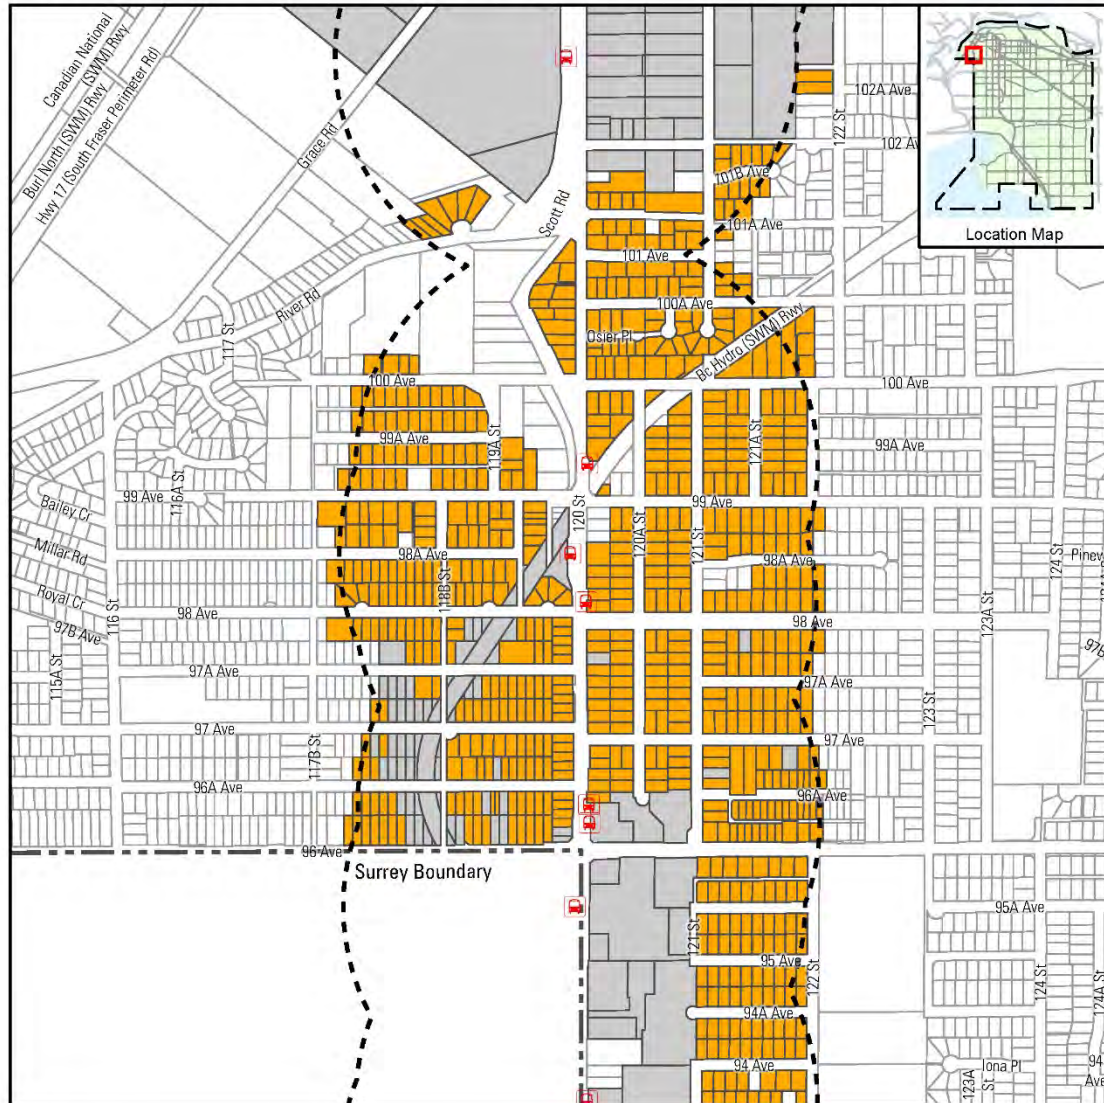 Canadian National
Burl North (SWM) Rwy (SWM) Rwy
Hwy 17 (South Fraser Perimeter Rd)
Grace Rd
Scott Rd
River Rd
102A Ave
122 St
102 Av
101B Ave
101A Ave
101 Ave
100A Ave
Osier Pl
Bc Hydro (SWM) Rwy
Location Map
117 St
100 Ave
100 Ave
99A Ave
119A St
121A St
99A Ave
116A St
99 Ave
Bailey Cr
99 Ave
120 St
120A St
121 St
Millar Rd
98A Ave
98A Ave
124 St
Pinev
Royal Cr
118B St
116 St
98 Ave
98 Ave
123A St
97B Ave
97B
115A St
97A Ave
97A Ave
123 St
97 Ave
97 Ave
117B St
96A Ave
96A Ave
96 Ave
Surrey Boundary
95A Ave
121 St
95 Ave
122 St
124 St
124A St
94A Ave
94 Ave
Iona Pl
123A
St
94
Ave